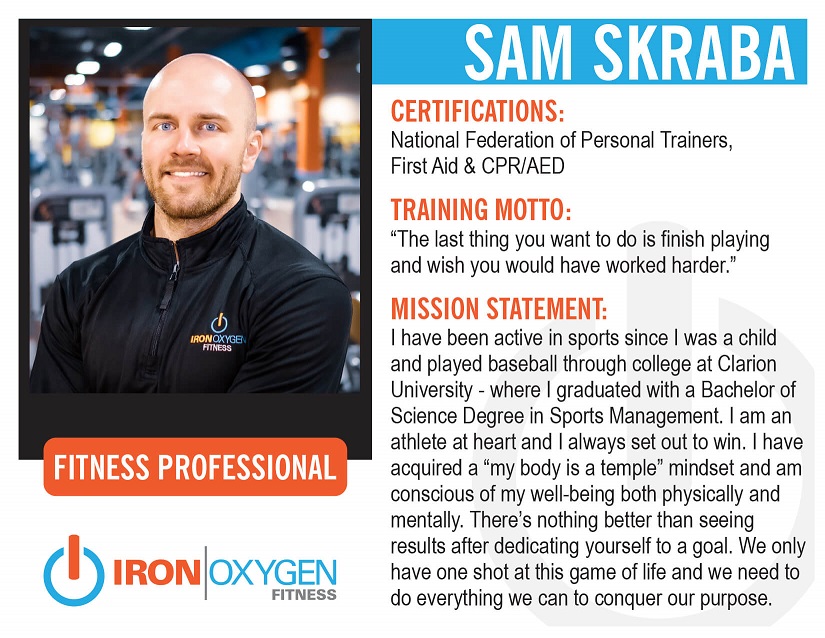 SAM SKRABA
CERTIFICATIONS:
National Federation of Personal Trainers,
First Aid & CPR/AED
TRAINING MOTTO:
“The last thing you want to do is finish playing
and wish you would have worked harder.”
MISSION STATEMENT:
I have been active in sports since I was a child
and played baseball through college at Clarion
University - where I graduated with a Bachelor of
Science Degree in Sports Management. I am an
athlete at heart and I always set out to win. I have
acquired a “my body is a temple” mindset and am
conscious of my well-being both physically and
mentally. There’s nothing better than seeing
results after dedicating yourself to a goal. We only
have one shot at this game of life and we need to
do everything we can to conquer our purpose.
IRON OXYGEN
FITNESS
FITNESS PROFESSIONAL
IRON|OXYGEN
FITNESS